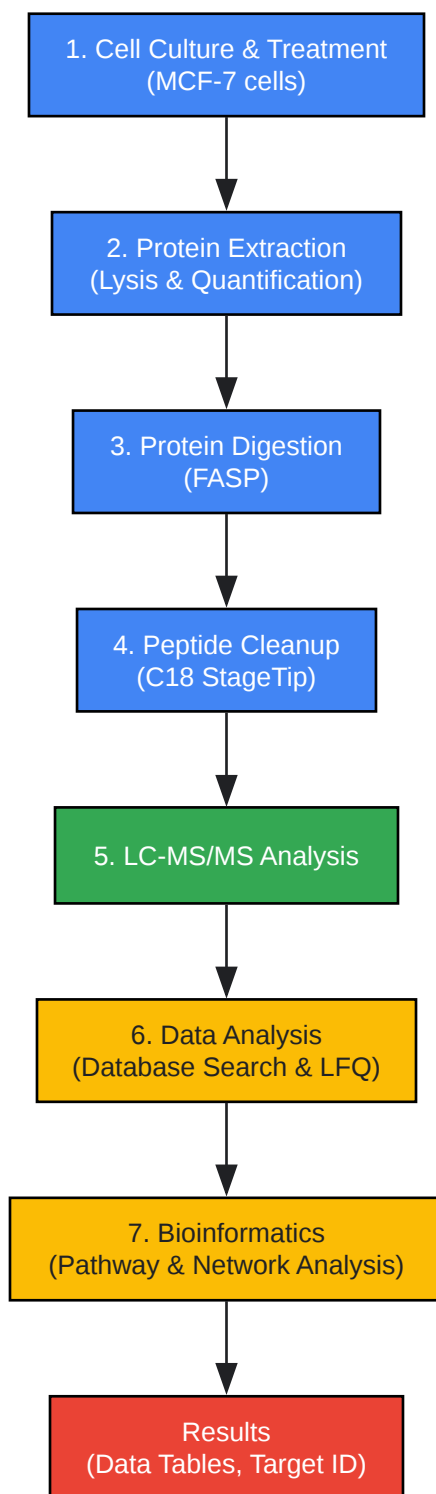 1. Cell Culture & Treatment
(MCF-7 cells)
2. Protein Extraction
(Lysis & Quantification)
3. Protein Digestion
(FASP)
4. Peptide Cleanup
(C18 StageTip)
5. LC-MS/MS Analysis
6. Data Analysis
(Database Search & LFQ)
7. Bioinformatics
(Pathway & Network Analysis)
Results
(Data Tables, Target ID)